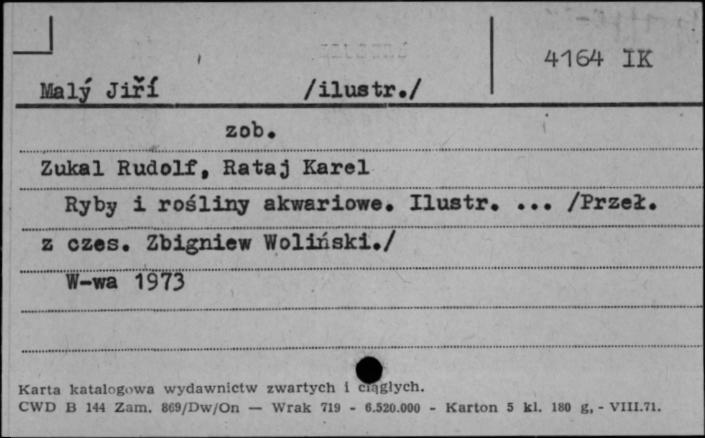 4164 IK
Malý Jiří /ilustr./
zob.
Zukal Rudolf, Rataj Karel
Ryby i rośliny akwariowe. Ilustr. ... /Przeł.
z czes. Zbigniew Woliński./
W-wa 1973
Karta katalogowa wydawnictw zwartych i ciągłych.
CWD B 144 Zam. 869/Dw/On — Wrak 719 - 6.520.000 - Karton 5 kl. 180 g, - VIII.71.